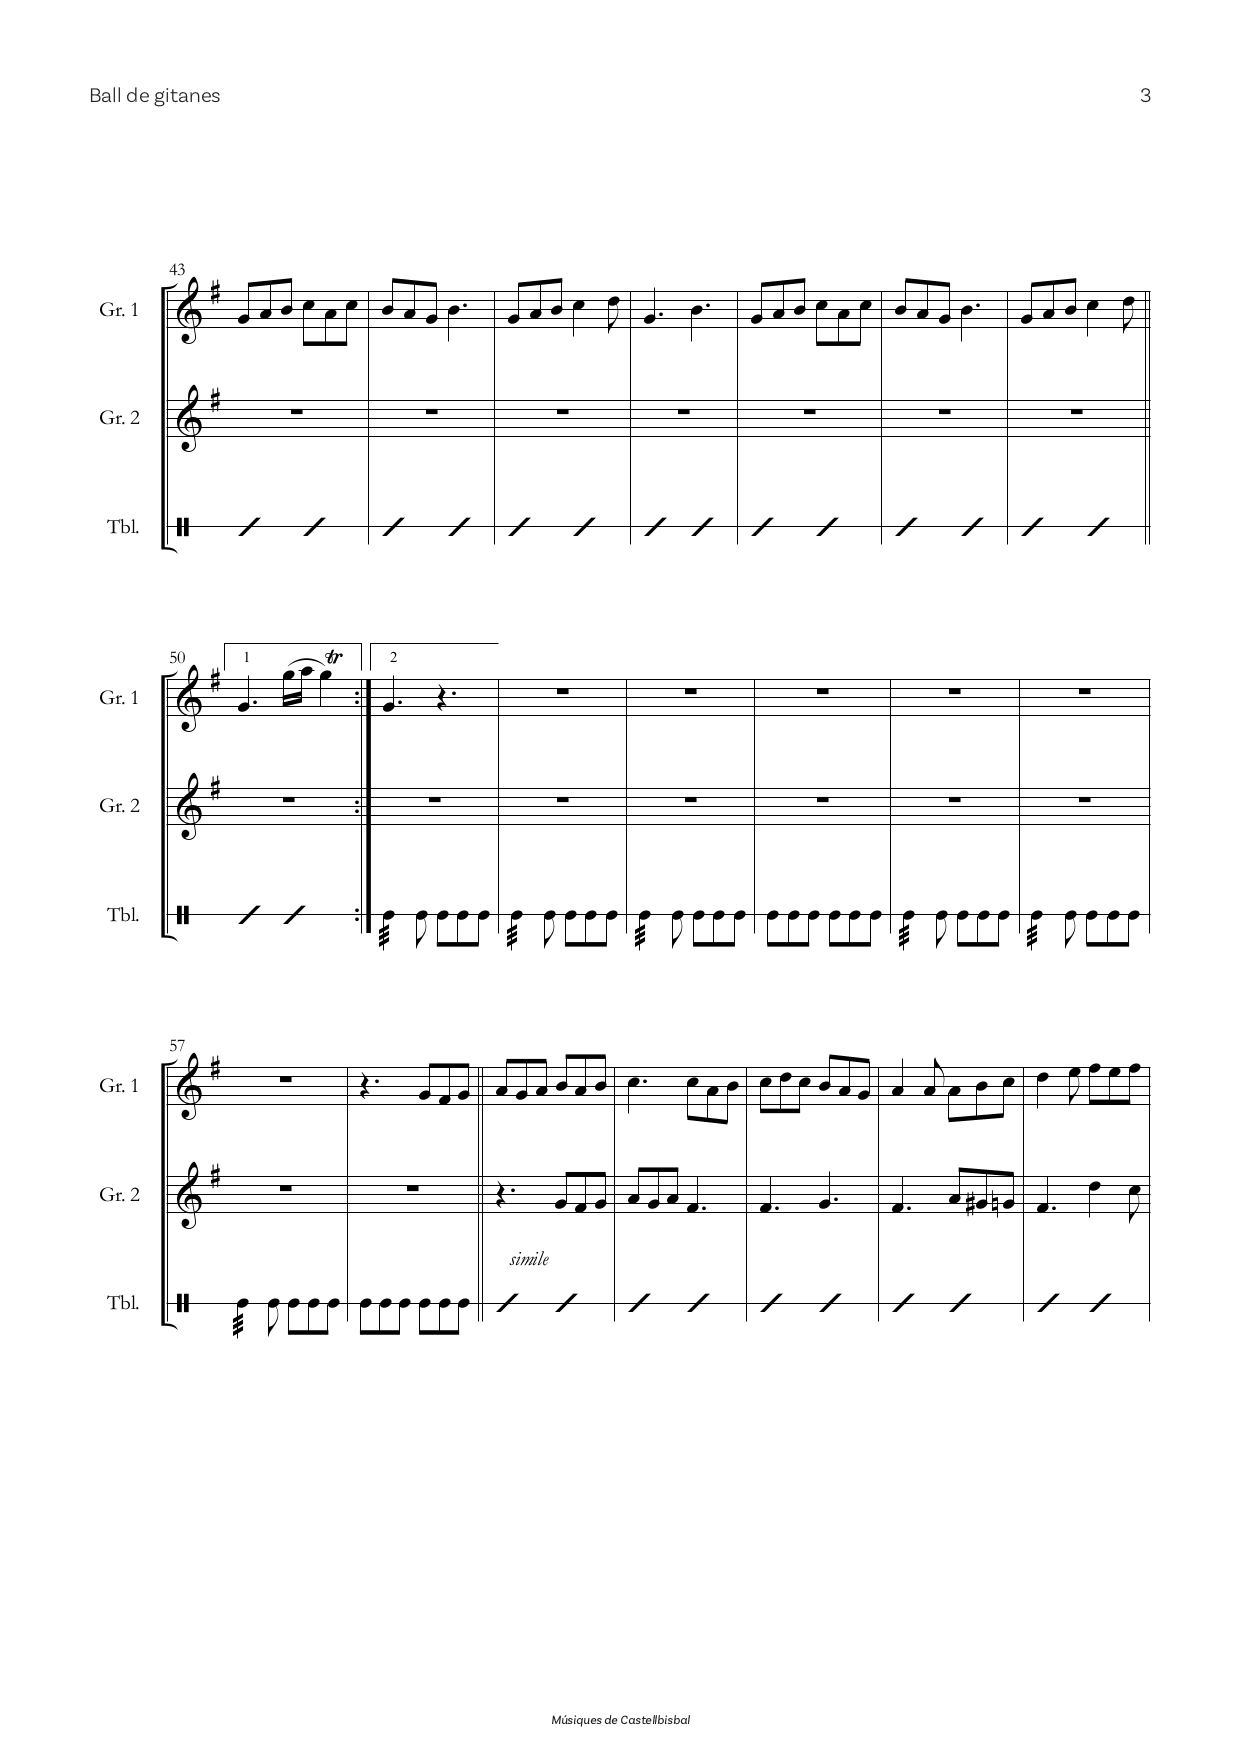 Ball de gitanes 3
43
Gr. 1
Gr. 2
Tbl.
50 1 tr 2
Gr. 1
Gr. 2
Tbl.
57
Gr. 1
Gr. 2
simile
Tbl.
Músiques de Castellbisbal